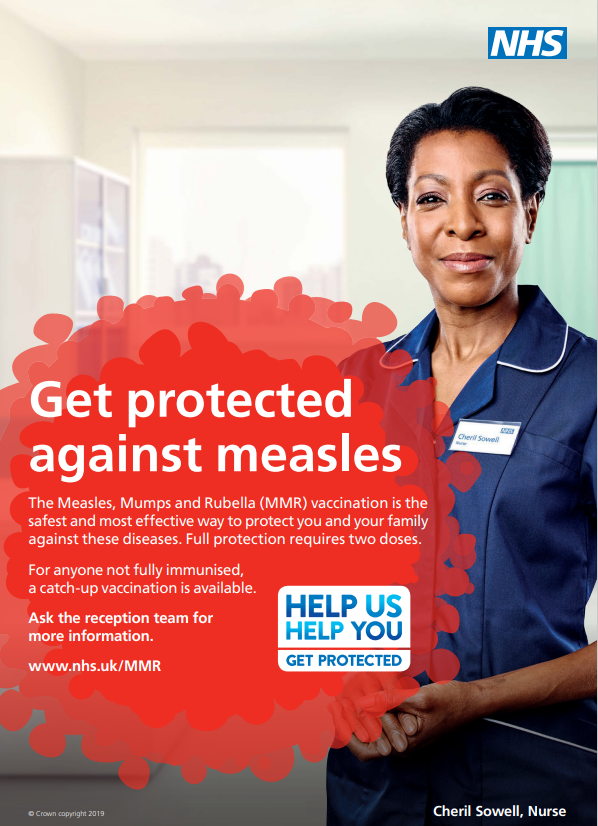 NHS
Get protected
against measles
NHS
Cheril Sowell
Nurse
The Measles, Mumps and Rubella (MMR) vaccination is the
safest and most effective way to protect you and your family
against these diseases. Full protection requires two doses.
For anyone not fully immunised,
a catch-up vaccination is available.
Ask the reception team for
more information.
www.nhs.uk/MMR
HELP US
HELP YOU
GET PROTECTED
© Crown copyright 2019
Cheril Sowell, Nurse